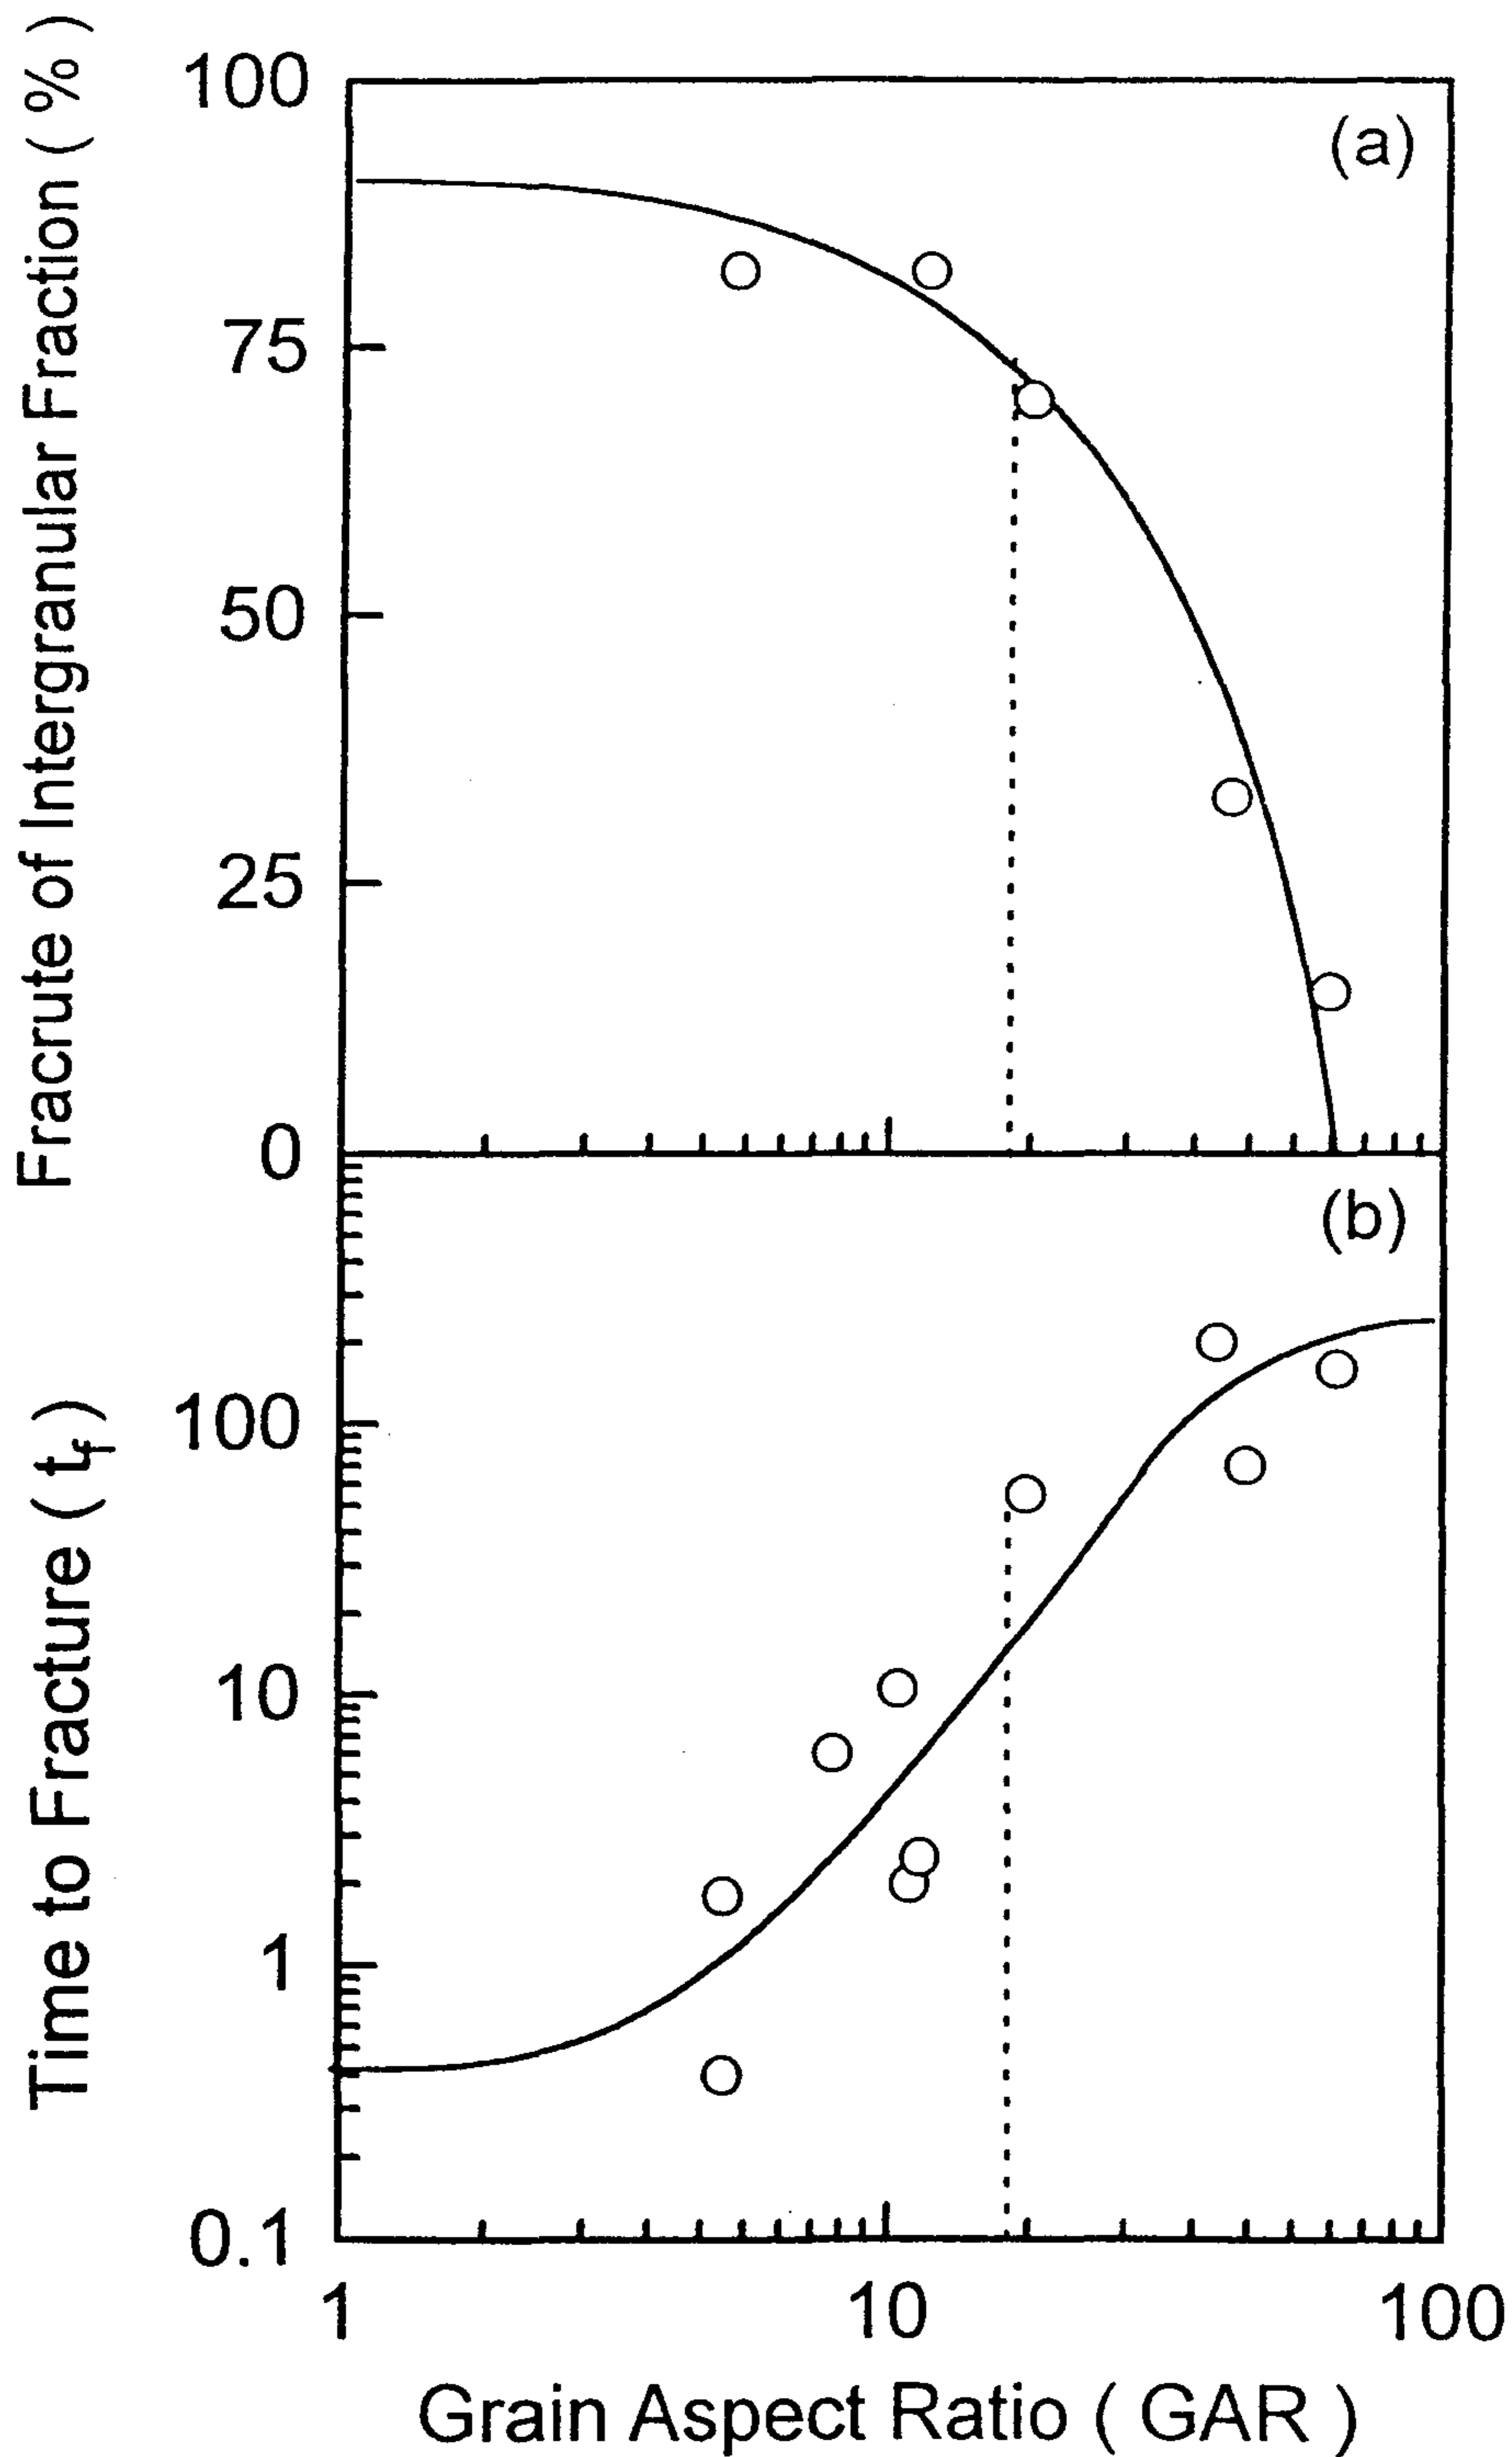 Fracrute of Intergranular Fraction ( % )
100
75
50
25
0
(a)
Time to Fracture ( tf )
100
10
1
0.1
(b)
1 10 100
Grain Aspect Ratio ( GAR )